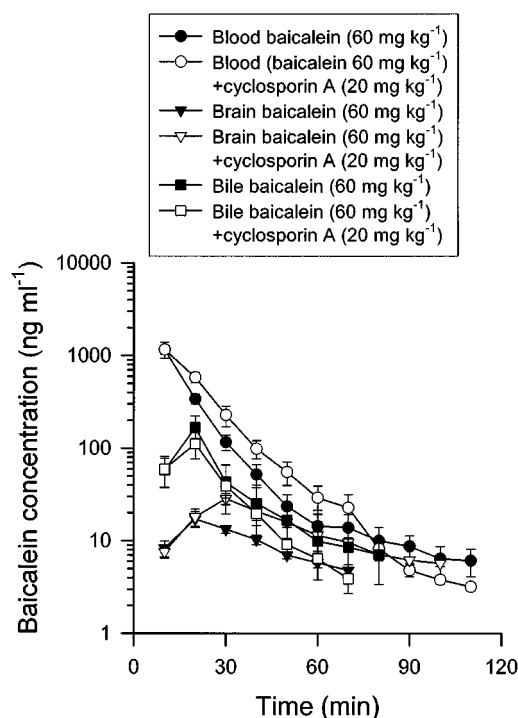 Blood baicalein (60 mg kg⁻¹)
Blood (baicalein 60 mg kg⁻¹)
+cyclosporin A (20 mg kg⁻¹)
Brain baicalein (60 mg kg⁻¹)
Brain baicalein (60 mg kg⁻¹)
+cyclosporin A (20 mg kg⁻¹)
Bile baicalein (60 mg kg⁻¹)
Bile baicalein (60 mg kg⁻¹)
+cyclosporin A (20 mg kg⁻¹)
Baicalein concentration (ng ml⁻¹)
10000
1000
100
10
1
0
30
60
90
120
Time (min)